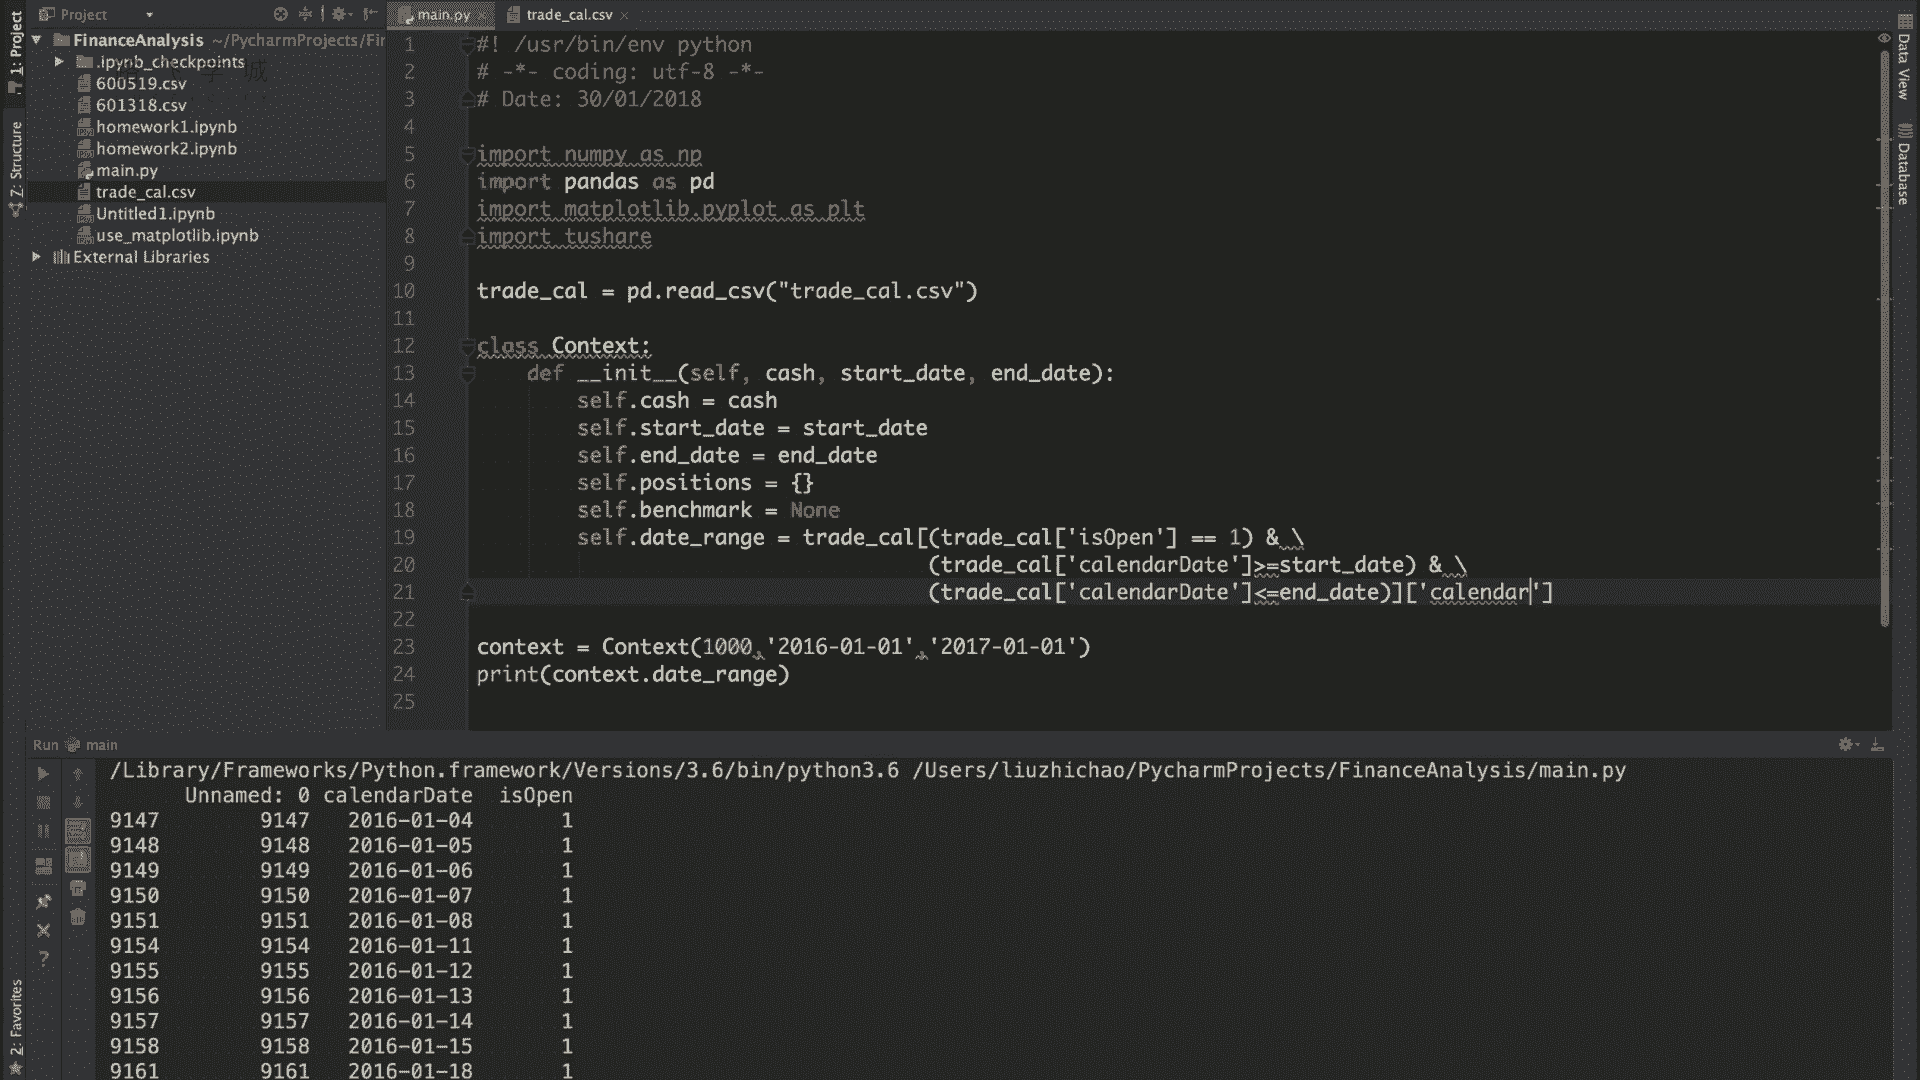 1: Project
Z: Structure
2: Favorites
Project
FinanceAnalysis ~/PycharmProjects/Fir
.ipynb_checkpoints
600519.csv
601318.csv
homework1.ipynb
homework2.ipynb
main.py
trade_cal.csv
Untitled1.ipynb
use_matplotlib.ipynb
External Libraries
main.py
trade_cal.csv
1 #! /usr/bin/env python
2 # -*- coding: utf-8 -*-
3 # Date: 30/01/2018
4
5 import numpy as np
6 import pandas as pd
7 import matplotlib.pyplot as plt
8 import tushare
9
10 trade_cal = pd.read_csv("trade_cal.csv")
11
12 class Context:
13 def __init__(self, cash, start_date, end_date):
14 self.cash = cash
15 self.start_date = start_date
16 self.end_date = end_date
17 self.positions = {}
18 self.benchmark = None
19 self.date_range = trade_cal[(trade_cal['isOpen'] == 1) & \
20 (trade_cal['calendarDate']>=start_date) & \
21 (trade_cal['calendarDate']<=end_date)]['calendar']
22
23 context = Context(1000,'2016-01-01','2017-01-01')
24 print(context.date_range)
25
Data View
Database
Run main
/Library/Frameworks/Python.framework/Versions/3.6/bin/python3.6 /Users/liuzhichao/PycharmProjects/FinanceAnalysis/main.py
Unnamed: 0 calendarDate isOpen
9147 9147 2016-01-04 1
9148 9148 2016-01-05 1
9149 9149 2016-01-06 1
9150 9150 2016-01-07 1
9151 9151 2016-01-08 1
9154 9154 2016-01-11 1
9155 9155 2016-01-12 1
9156 9156 2016-01-13 1
9157 9157 2016-01-14 1
9158 9158 2016-01-15 1
9161 9161 2016-01-18 1